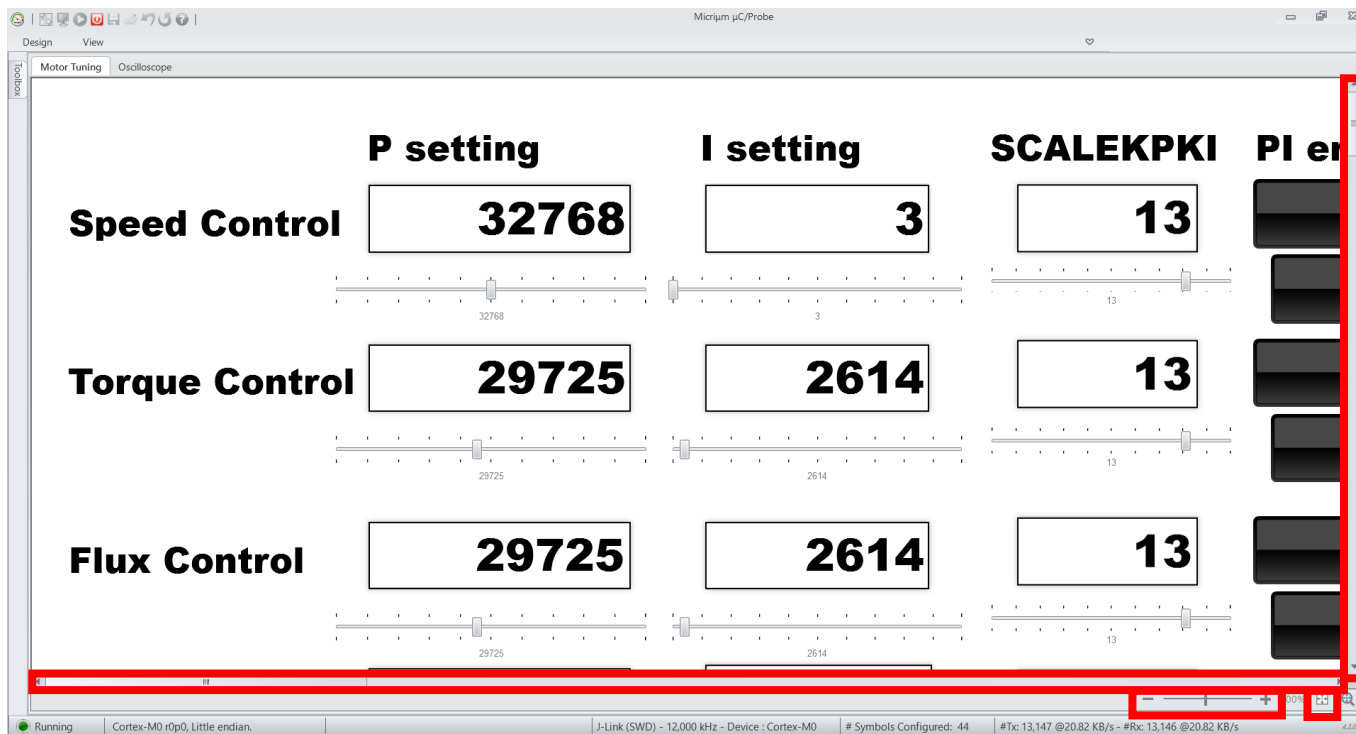 Micriµm µC/Probe
Design View
Toolbox
Motor Tuning Oscilloscope
P setting I setting SCALEKPKI PI er
Speed Control 32768 3 13
32768 3 13
Torque Control 29725 2614 13
29725 2614 13
Flux Control 29725 2614 13
29725 2614 13
Running Cortex-M0 r0p0, Little endian. J-Link (SWD) - 12,000 kHz - Device : Cortex-M0 # Symbols Configured: 44 #Tx: 13,147 @20.82 KB/s - #Rx: 13,146 @20.82 KB/s